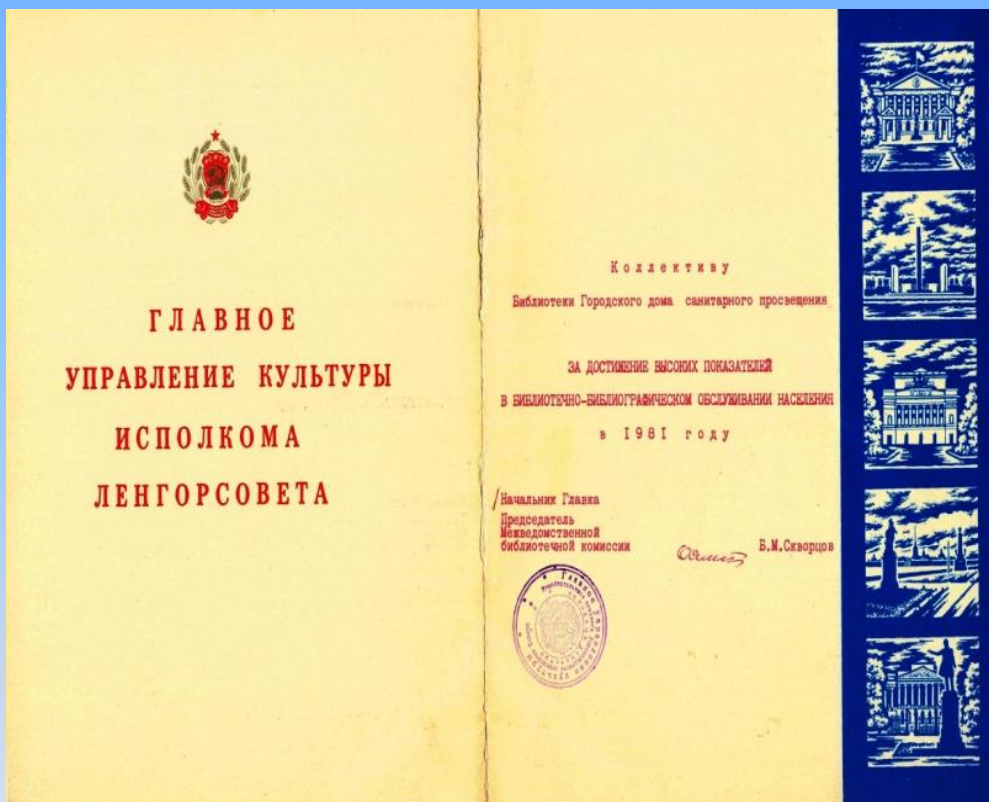 ГЛАВНОЕ
УПРАВЛЕНИЕ КУЛЬТУРЫ
ИСПОЛКОМА
ЛЕНГОРСОВЕТА
Коллективу
Библиотеки Городского дома санитарного просвещения
ЗА ДОСТИЖЕНИЕ ВЫСОКИХ ПОКАЗАТЕЛЕЙ
В БИБЛИОТЕЧНО-БИБЛИОГРАФИЧЕСКОМ ОБСЛУЖИВАНИИ НАСЕЛЕНИЯ
в 1981 году
Начальник Главка
Председатель
Межведомственной
библиотечной комиссии
Б.М.Скворцов